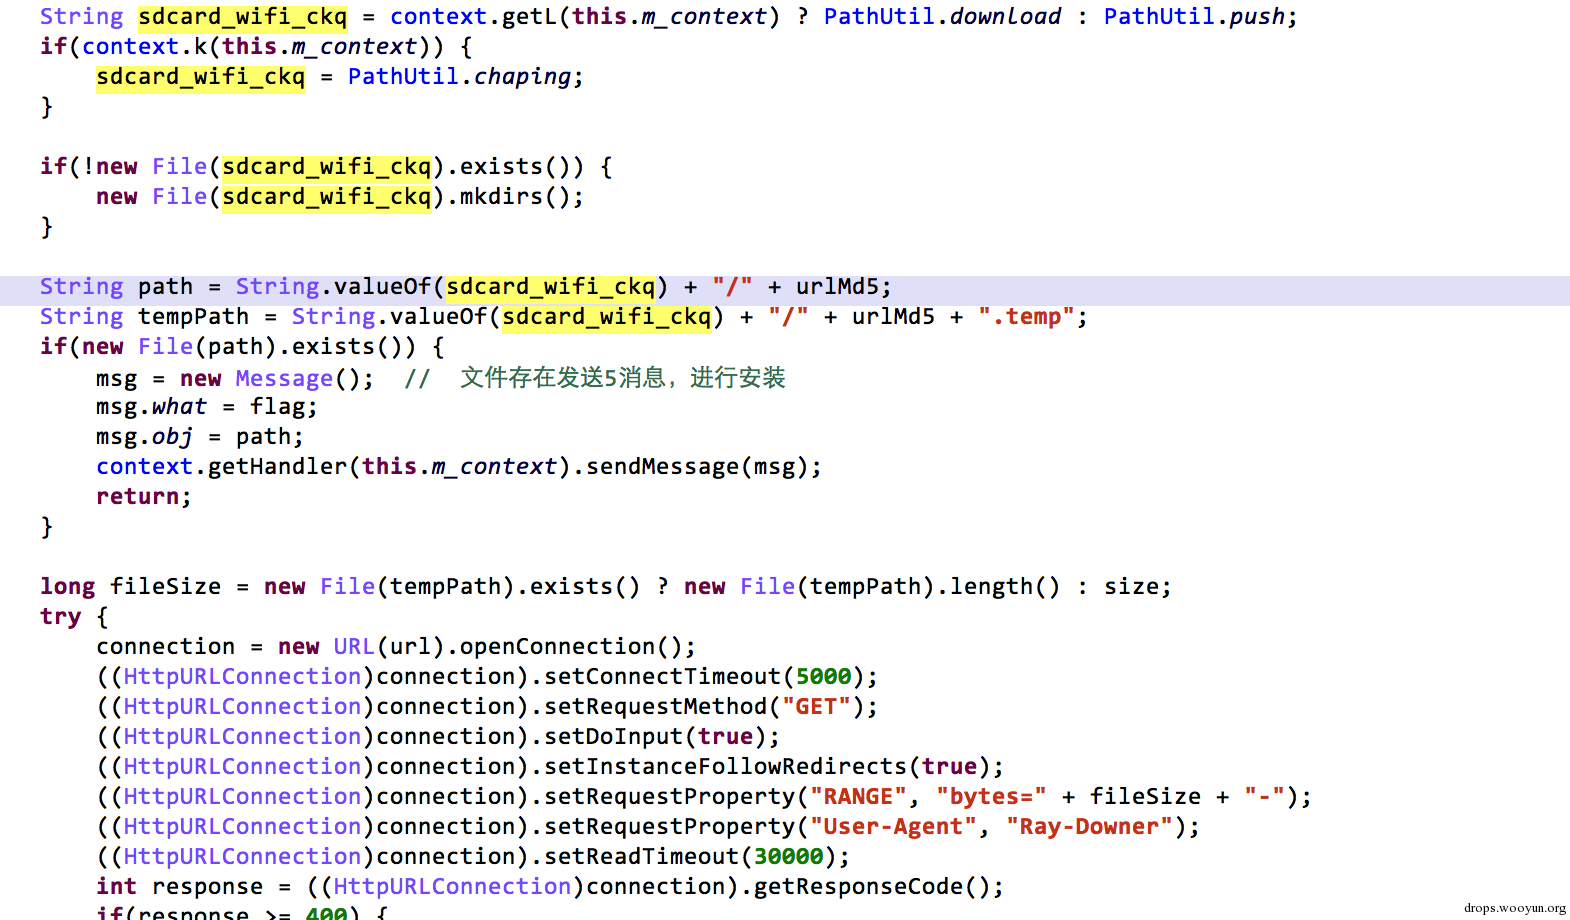 String sdcard_wifi_ckq = context.getL(this.m_context) ? PathUtil.download : PathUtil.push;
if(context.k(this.m_context)) {
    sdcard_wifi_ckq = PathUtil.chaping;
}
if(!new File(sdcard_wifi_ckq).exists()) {
    new File(sdcard_wifi_ckq).mkdirs();
}
String path = String.valueOf(sdcard_wifi_ckq) + "/" + urlMd5;
String tempPath = String.valueOf(sdcard_wifi_ckq) + "/" + urlMd5 + ".temp";
if(new File(path).exists()) {
    msg = new Message();  //  文件存在发送5消息，进行安装
    msg.what = flag;
    msg.obj = path;
    context.getHandler(this.m_context).sendMessage(msg);
    return;
}
long fileSize = new File(tempPath).exists() ? new File(tempPath).length() : size;
try {
    connection = new URL(url).openConnection();
    ((HttpURLConnection)connection).setConnectTimeout(5000);
    ((HttpURLConnection)connection).setRequestMethod("GET");
    ((HttpURLConnection)connection).setDoInput(true);
    ((HttpURLConnection)connection).setInstanceFollowRedirects(true);
    ((HttpURLConnection)connection).setRequestProperty("RANGE", "bytes=" + fileSize + "-");
    ((HttpURLConnection)connection).setRequestProperty("User-Agent", "Ray-Downer");
    ((HttpURLConnection)connection).setReadTimeout(30000);
    int response = ((HttpURLConnection)connection).getResponseCode();
    if(response >= 400) {
drops.wooyun.org